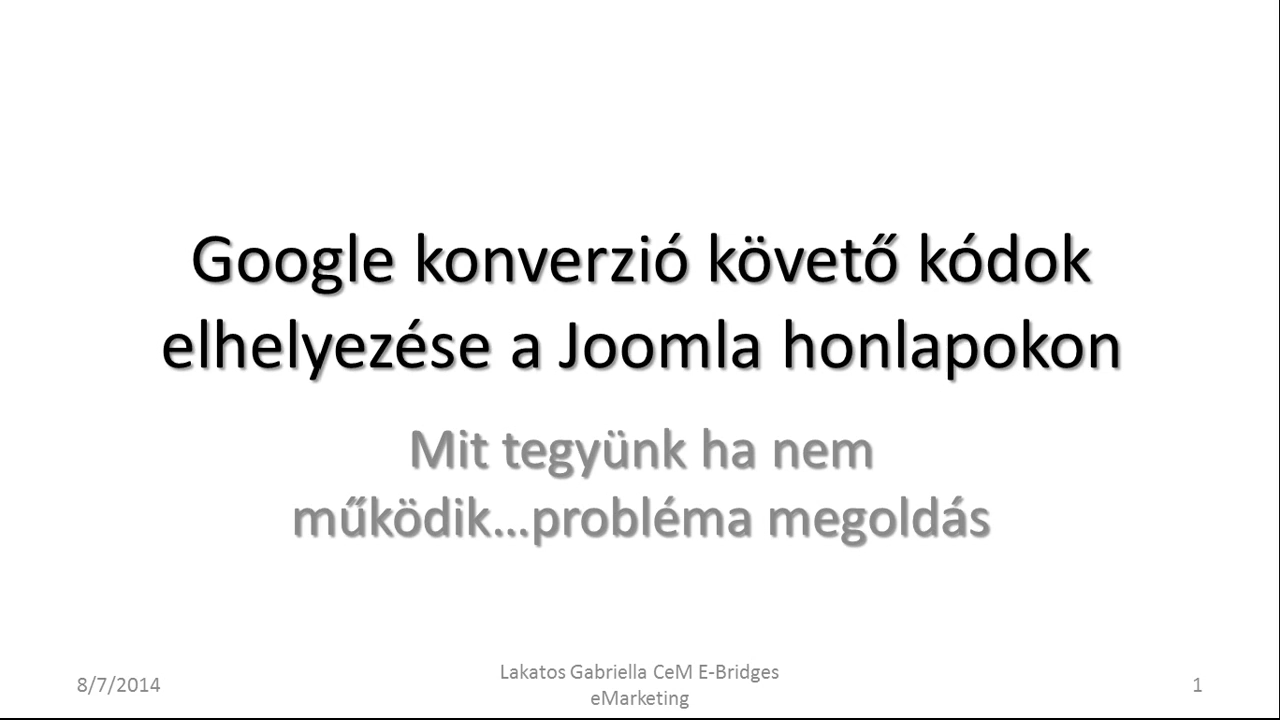 Google konverzió követő kódok
elhelyezése a Joomla honlapokon
Mit tegyünk ha nem
működik...probléma megoldás
8/7/2014
Lakatos Gabriella CeM E-Bridges
eMarketing
1